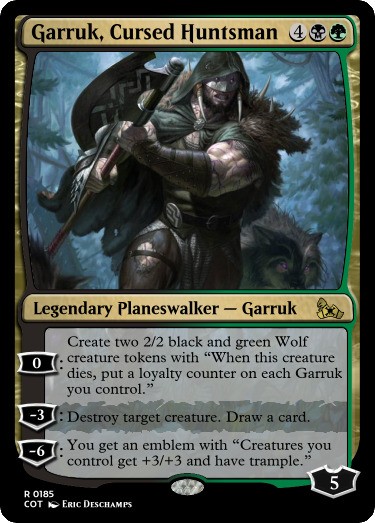 Garruk, Cursed Huntsman 4
Legendary Planeswalker — Garruk
0: Create two 2/2 black and green Wolf
creature tokens with “When this creature
dies, put a loyalty counter on each Garruk
you control.”
-3: Destroy target creature. Draw a card.
-6: You get an emblem with “Creatures you
control get +3/+3 and have trample.”
5
R 0185
COT Eric Deschamps